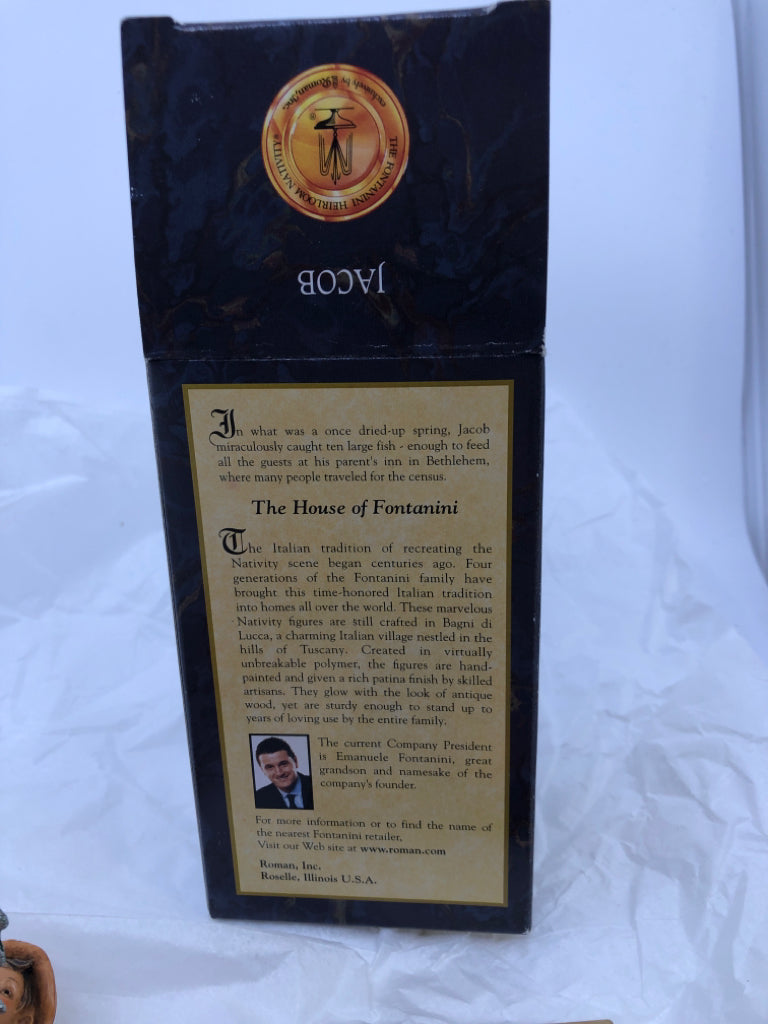 THE FONTANINI HEIRLOOM NATIVITY®
exclusively by Roman, Inc.
®
JACOB
In what was a once dried-up spring, Jacob
miraculously caught ten large fish - enough to feed
all the guests at his parent's inn in Bethlehem,
where many people traveled for the census.
The House of Fontanini
The Italian tradition of recreating the
Nativity scene began centuries ago. Four
generations of the Fontanini family have
brought this time-honored Italian tradition
into homes all over the world. These marvelous
Nativity figures are still crafted in Bagni di
Lucca, a charming Italian village nestled in the
hills of Tuscany. Created in virtually
unbreakable polymer, the figures are hand-
painted and given a rich patina finish by skilled
artisans. They glow with the look of antique
wood, yet are sturdy enough to stand up to
years of loving use by the entire family.
The current Company President
is Emanuele Fontanini, great
grandson and namesake of the
company's founder.
For more information or to find the name of
the nearest Fontanini retailer,
Visit our Web site at www.roman.com
Roman, Inc.
Roselle, Illinois U.S.A.